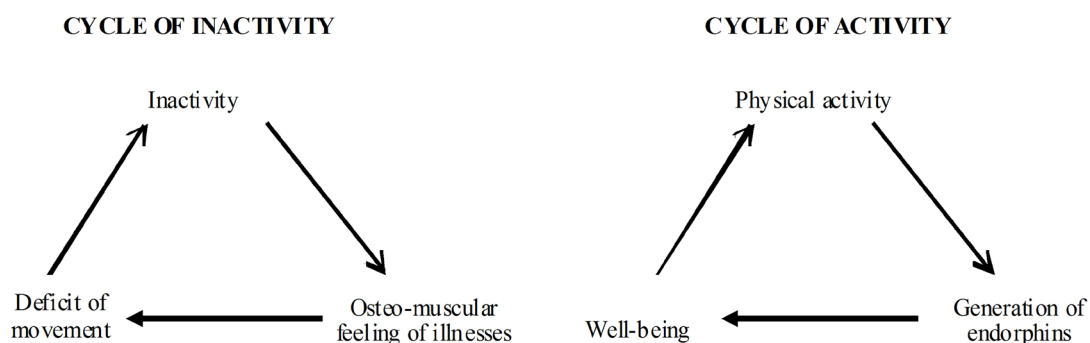 CYCLE OF INACTIVITY
Inactivity
Osteo-muscular
feeling of illnesses
Deficit of
movement
CYCLE OF ACTIVITY
Physical activity
Generation of
endorphins
Well-being